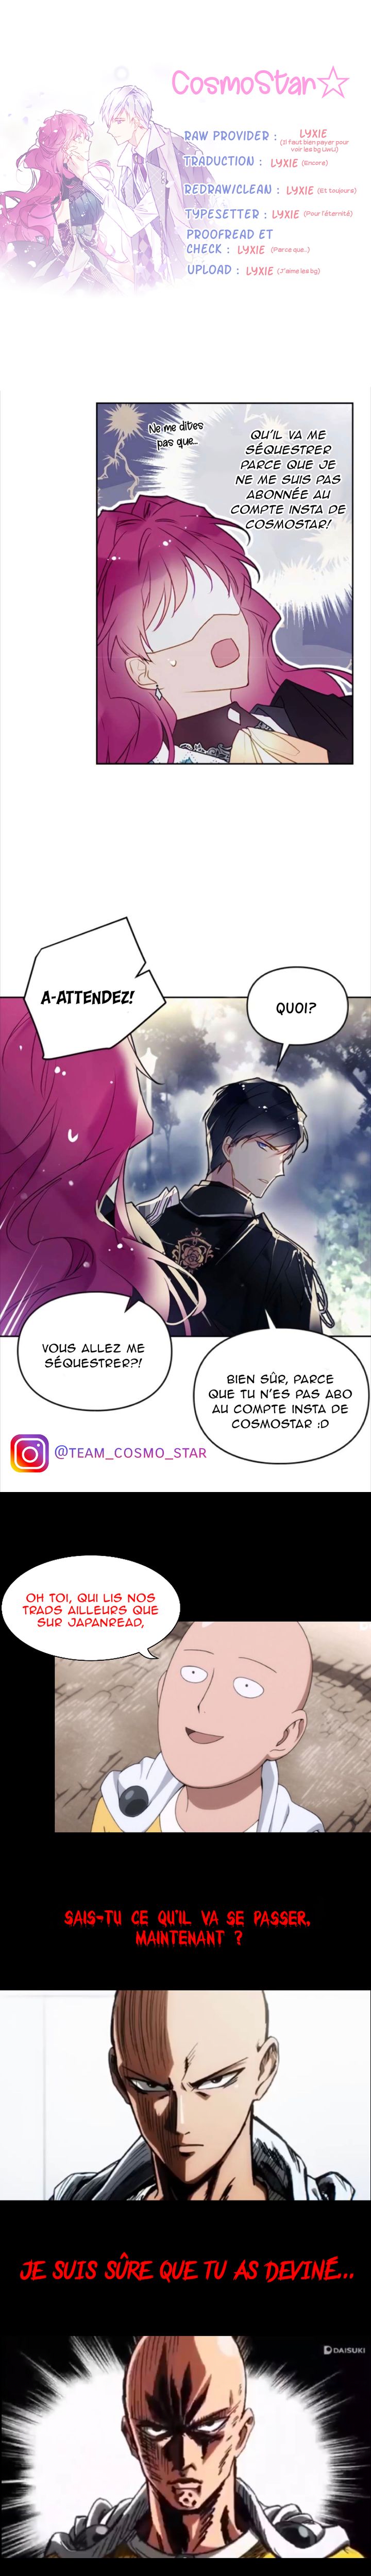 CosmoStar☆
RAW PROVIDER : LYXIE
(Il faut bien payer pour
voir les bg UwU)
TRADUCTION : LYXIE (Encore)
REDRAW/CLEAN : LYXIE (Et toujours)
TYPESETTER : LYXIE (Pour l'éternité)
PROOFREAD ET
CHECK : LYXIE (Parce que..)
UPLOAD : LYXIE (J'aime les bg)
Ne me dites
pas que...
QU'IL VA ME
SÉQUESTRER
PARCE QUE JE
NE ME SUIS PAS
ABONNÉE AU
COMPTE INSTA DE
COSMOSTAR!
A-ATTENDEZ!
QUOI?
VOUS ALLEZ ME
SÉQUESTRER?!
BIEN SÛR, PARCE
QUE TU N'ES PAS ABO
AU COMPTE INSTA DE
COSMOSTAR :D
@TEAM_COSMO_STAR
OH TOI, QUI LIS NOS
TRADS AILLEURS QUE
SUR JAPANREAD,
SAIS-TU CE QU'IL VA SE PASSER,
MAINTENANT ?
JE SUIS SÛRE QUE TU AS DEVINÉ...
DAISUKI